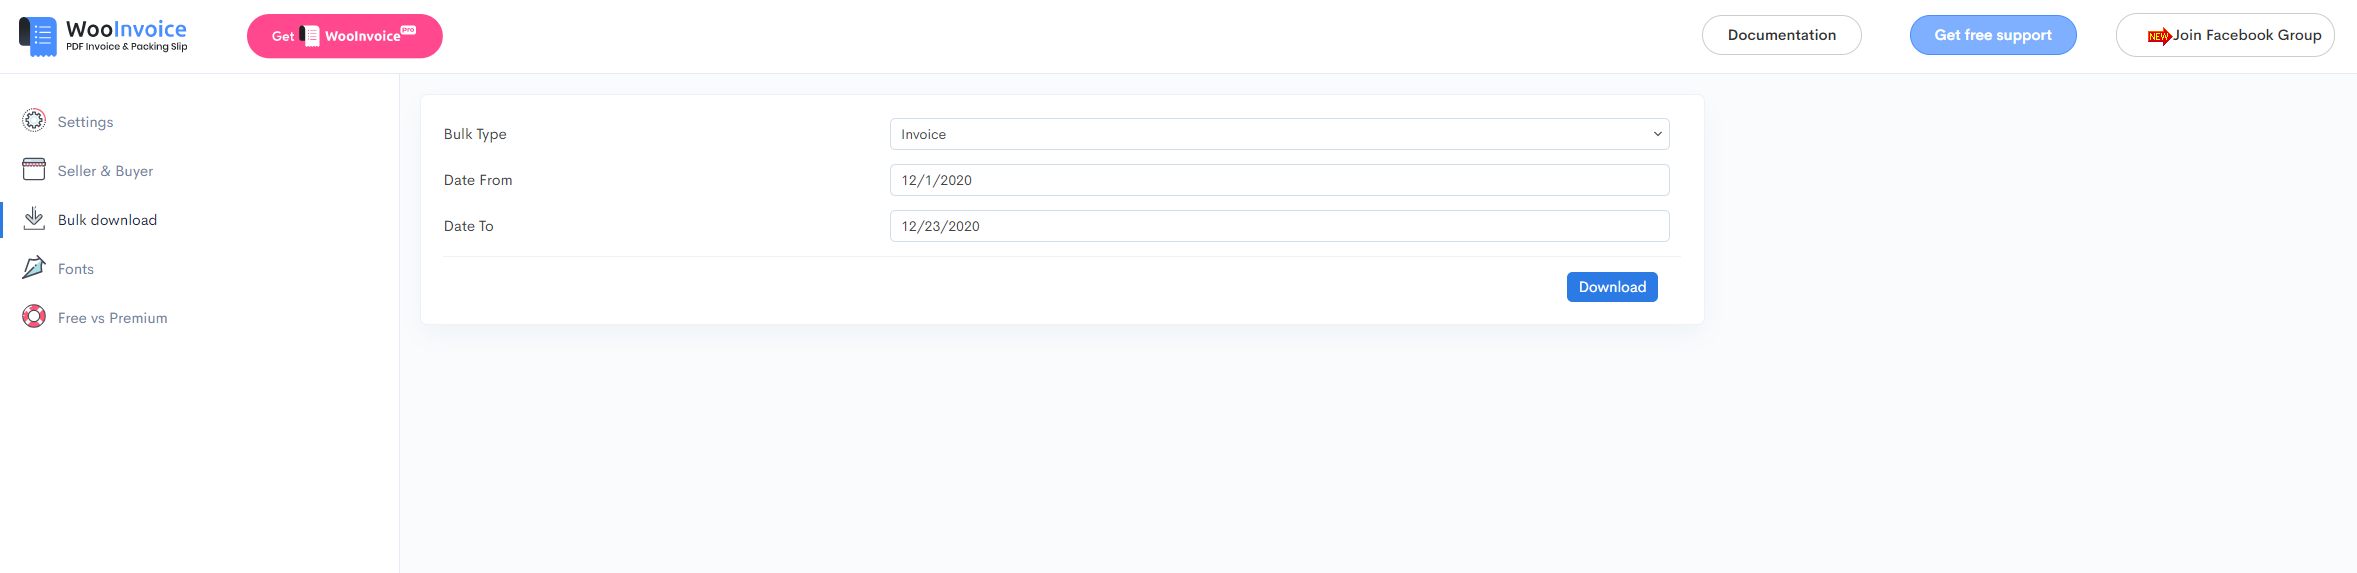 WooInvoice
PDF Invoice & Packing Slip
Get WooInvoice pro
Documentation
Get free support
NEW Join Facebook Group
Settings
Seller & Buyer
Bulk download
Fonts
Free vs Premium
Bulk Type
Invoice
Date From
12/1/2020
Date To
12/23/2020
Download